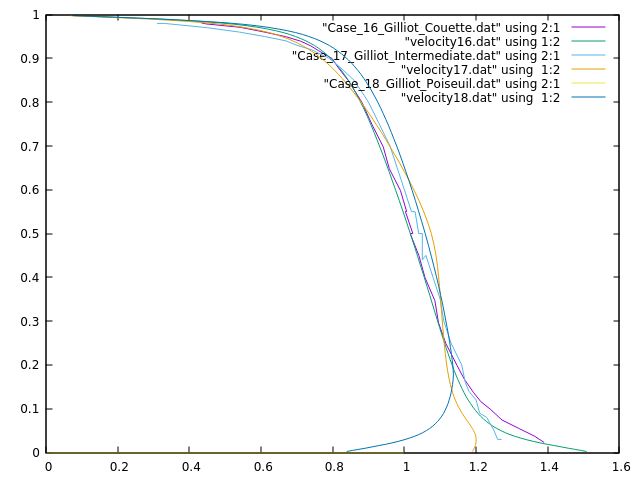 1
0.9
0.8
0.7
0.6
0.5
0.4
0.3
0.2
0.1
0
0 0.2 0.4 0.6 0.8 1 1.2 1.4 1.6
"Case_16_Gilliot_Couette.dat" using 2:1
"velocity16.dat" using 1:2
"Case_17_Gilliot_Intermediate.dat" using 2:1
"velocity17.dat" using  1:2
"Case_18_Gilliot_Poiseuil.dat" using 2:1
"velocity18.dat" using  1:2